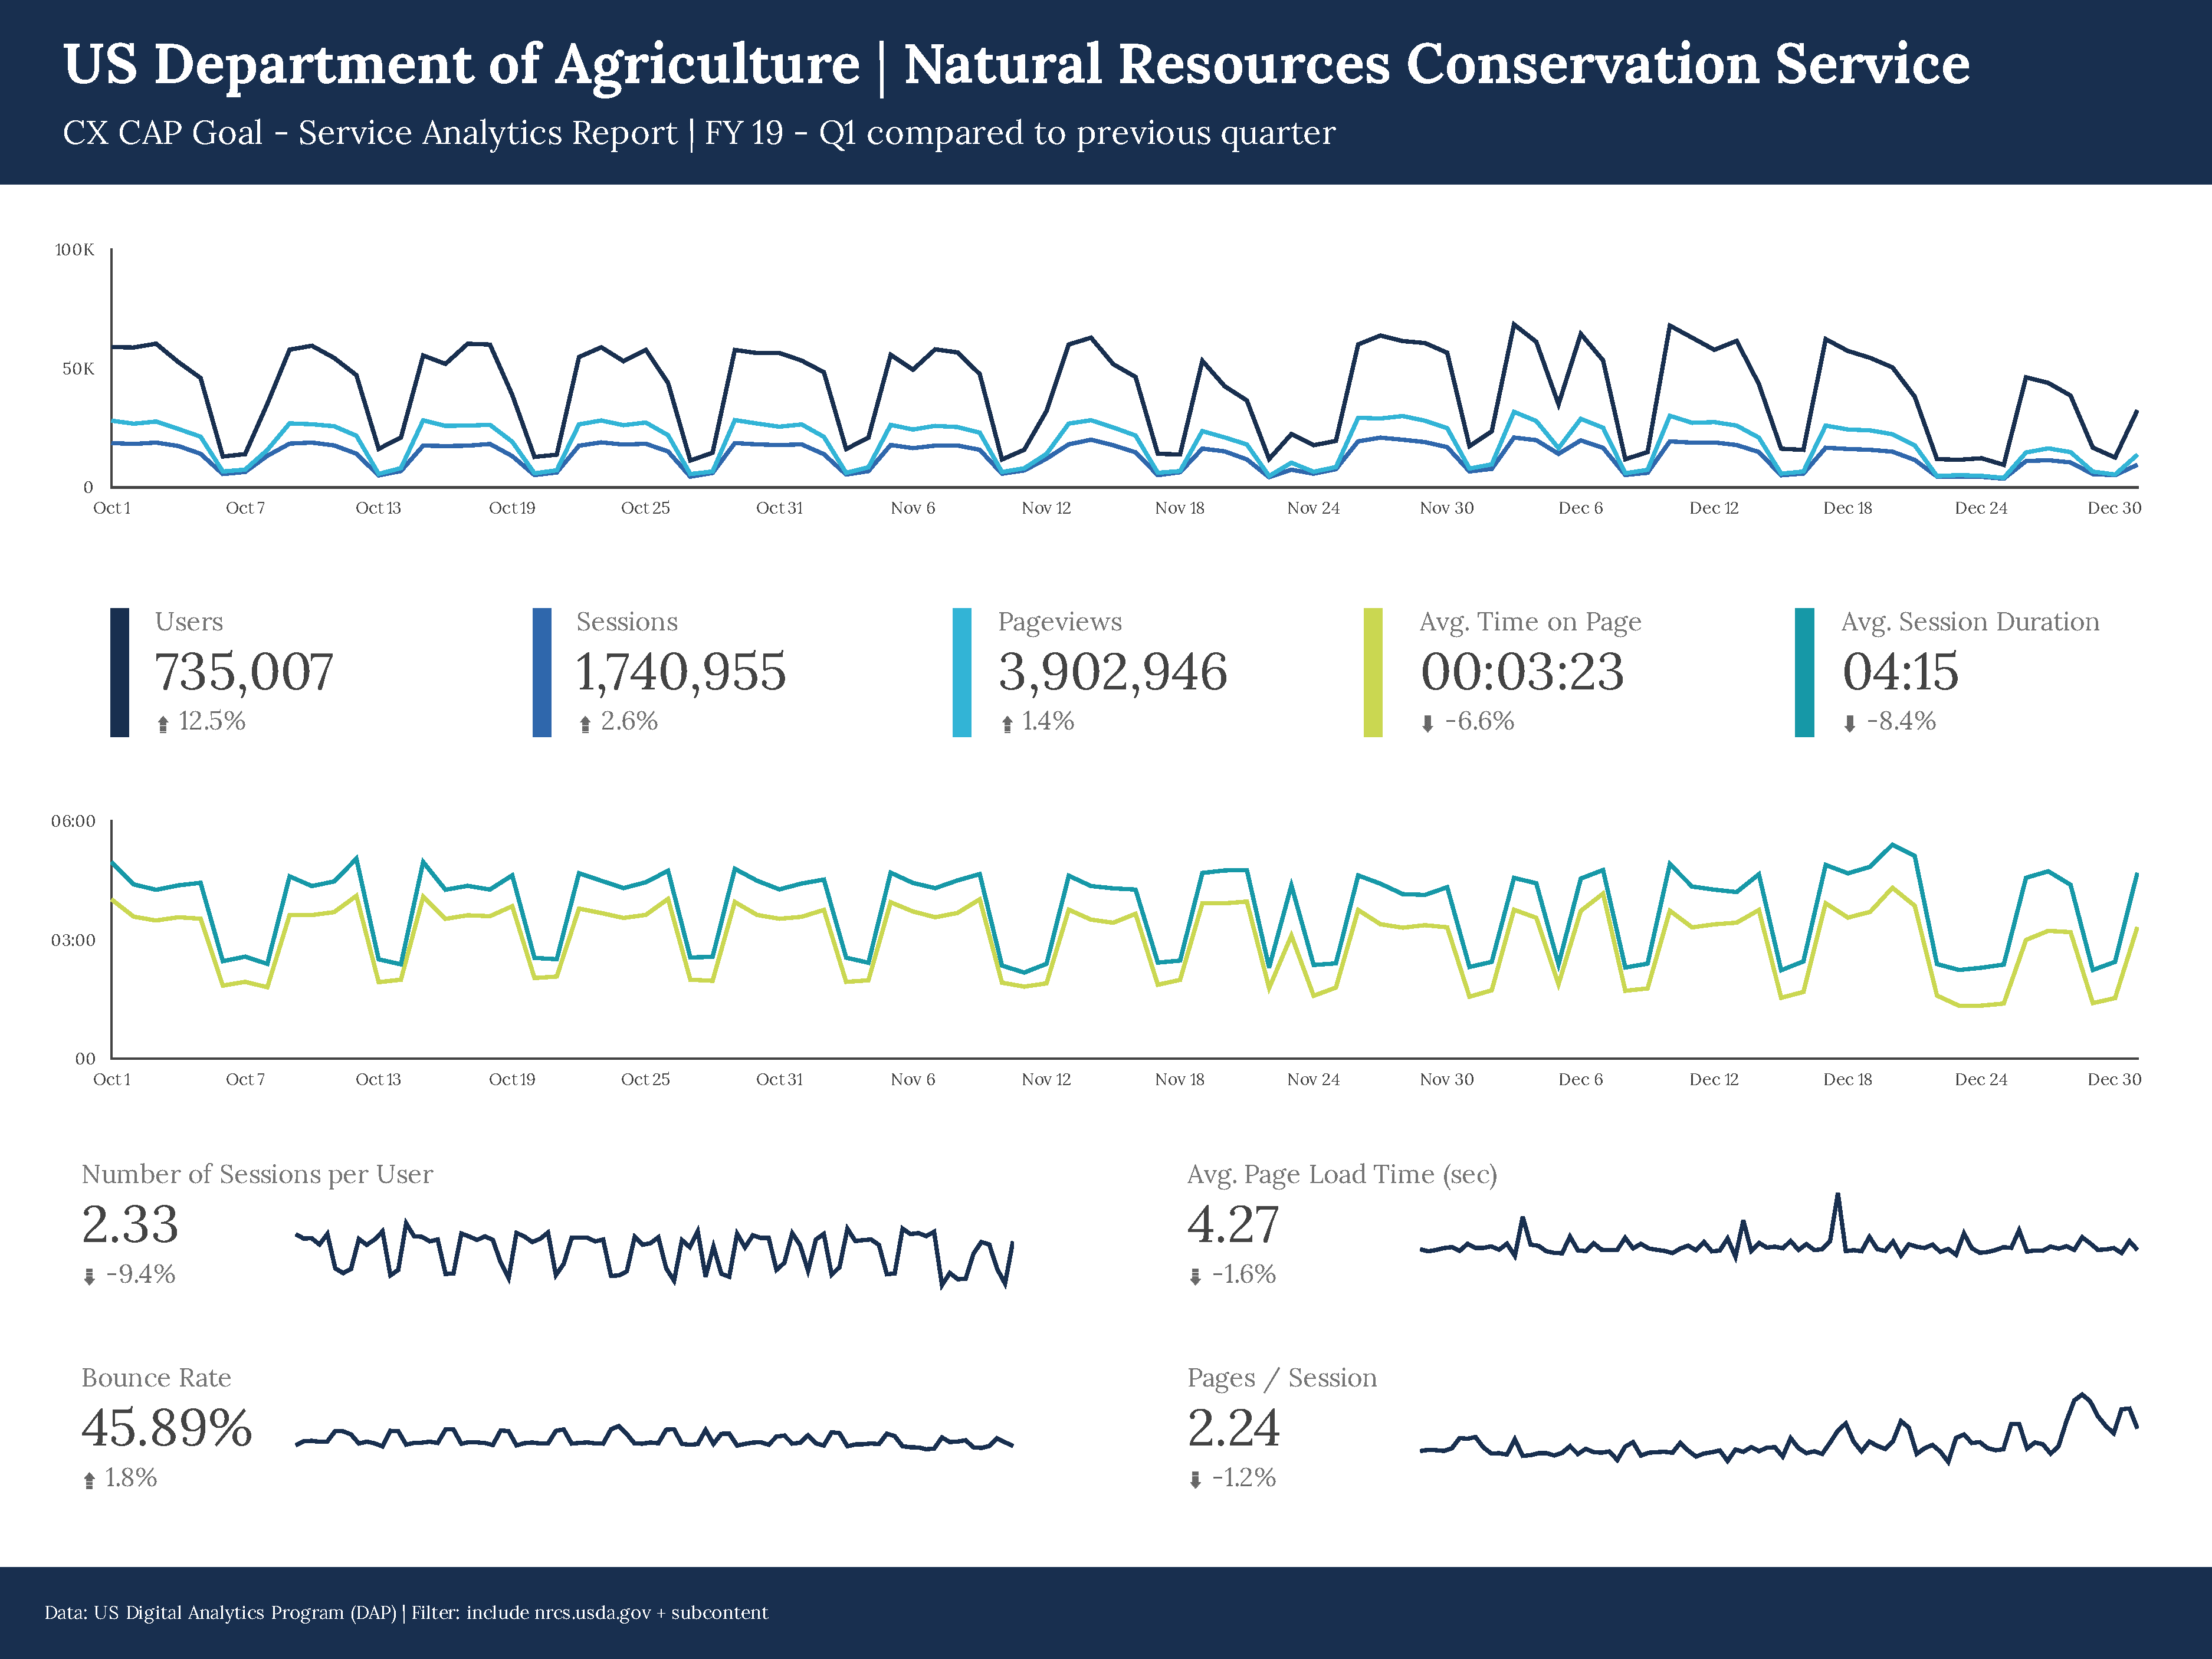 US Department of Agriculture | Natural Resources Conservation Service
CX CAP Goal - Service Analytics Report | FY 19 - Q1 compared to previous quarter
100K
50K
0
Oct 1 Oct 7 Oct 13 Oct 19 Oct 25 Oct 31 Nov 6 Nov 12 Nov 18 Nov 24 Nov 30 Dec 6 Dec 12 Dec 18 Dec 24 Dec 30
Users
735,007
12.5%
Sessions
1,740,955
2.6%
Pageviews
3,902,946
1.4%
Avg. Time on Page
00:03:23
-6.6%
Avg. Session Duration
04:15
-8.4%
06:00
03:00
00
Oct 1 Oct 7 Oct 13 Oct 19 Oct 25 Oct 31 Nov 6 Nov 12 Nov 18 Nov 24 Nov 30 Dec 6 Dec 12 Dec 18 Dec 24 Dec 30
Number of Sessions per User
2.33
-9.4%
Avg. Page Load Time (sec)
4.27
-1.6%
Bounce Rate
45.89%
1.8%
Pages / Session
2.24
-1.2%
Data: US Digital Analytics Program (DAP) | Filter: include nrcs.usda.gov + subcontent